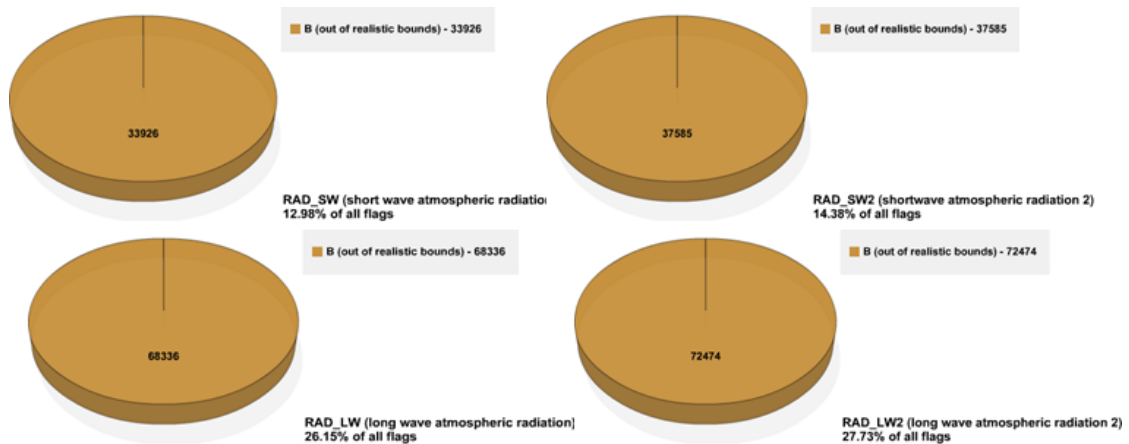 B (out of realistic bounds) - 33926
33926
RAD_SW (short wave atmospheric radiation
12.98% of all flags
B (out of realistic bounds) - 37585
37585
RAD_SW2 (shortwave atmospheric radiation 2)
14.38% of all flags
B (out of realistic bounds) - 68336
68336
RAD_LW (long wave atmospheric radiation)
26.15% of all flags
B (out of realistic bounds) - 72474
72474
RAD_LW2 (long wave atmospheric radiation 2)
27.73% of all flags